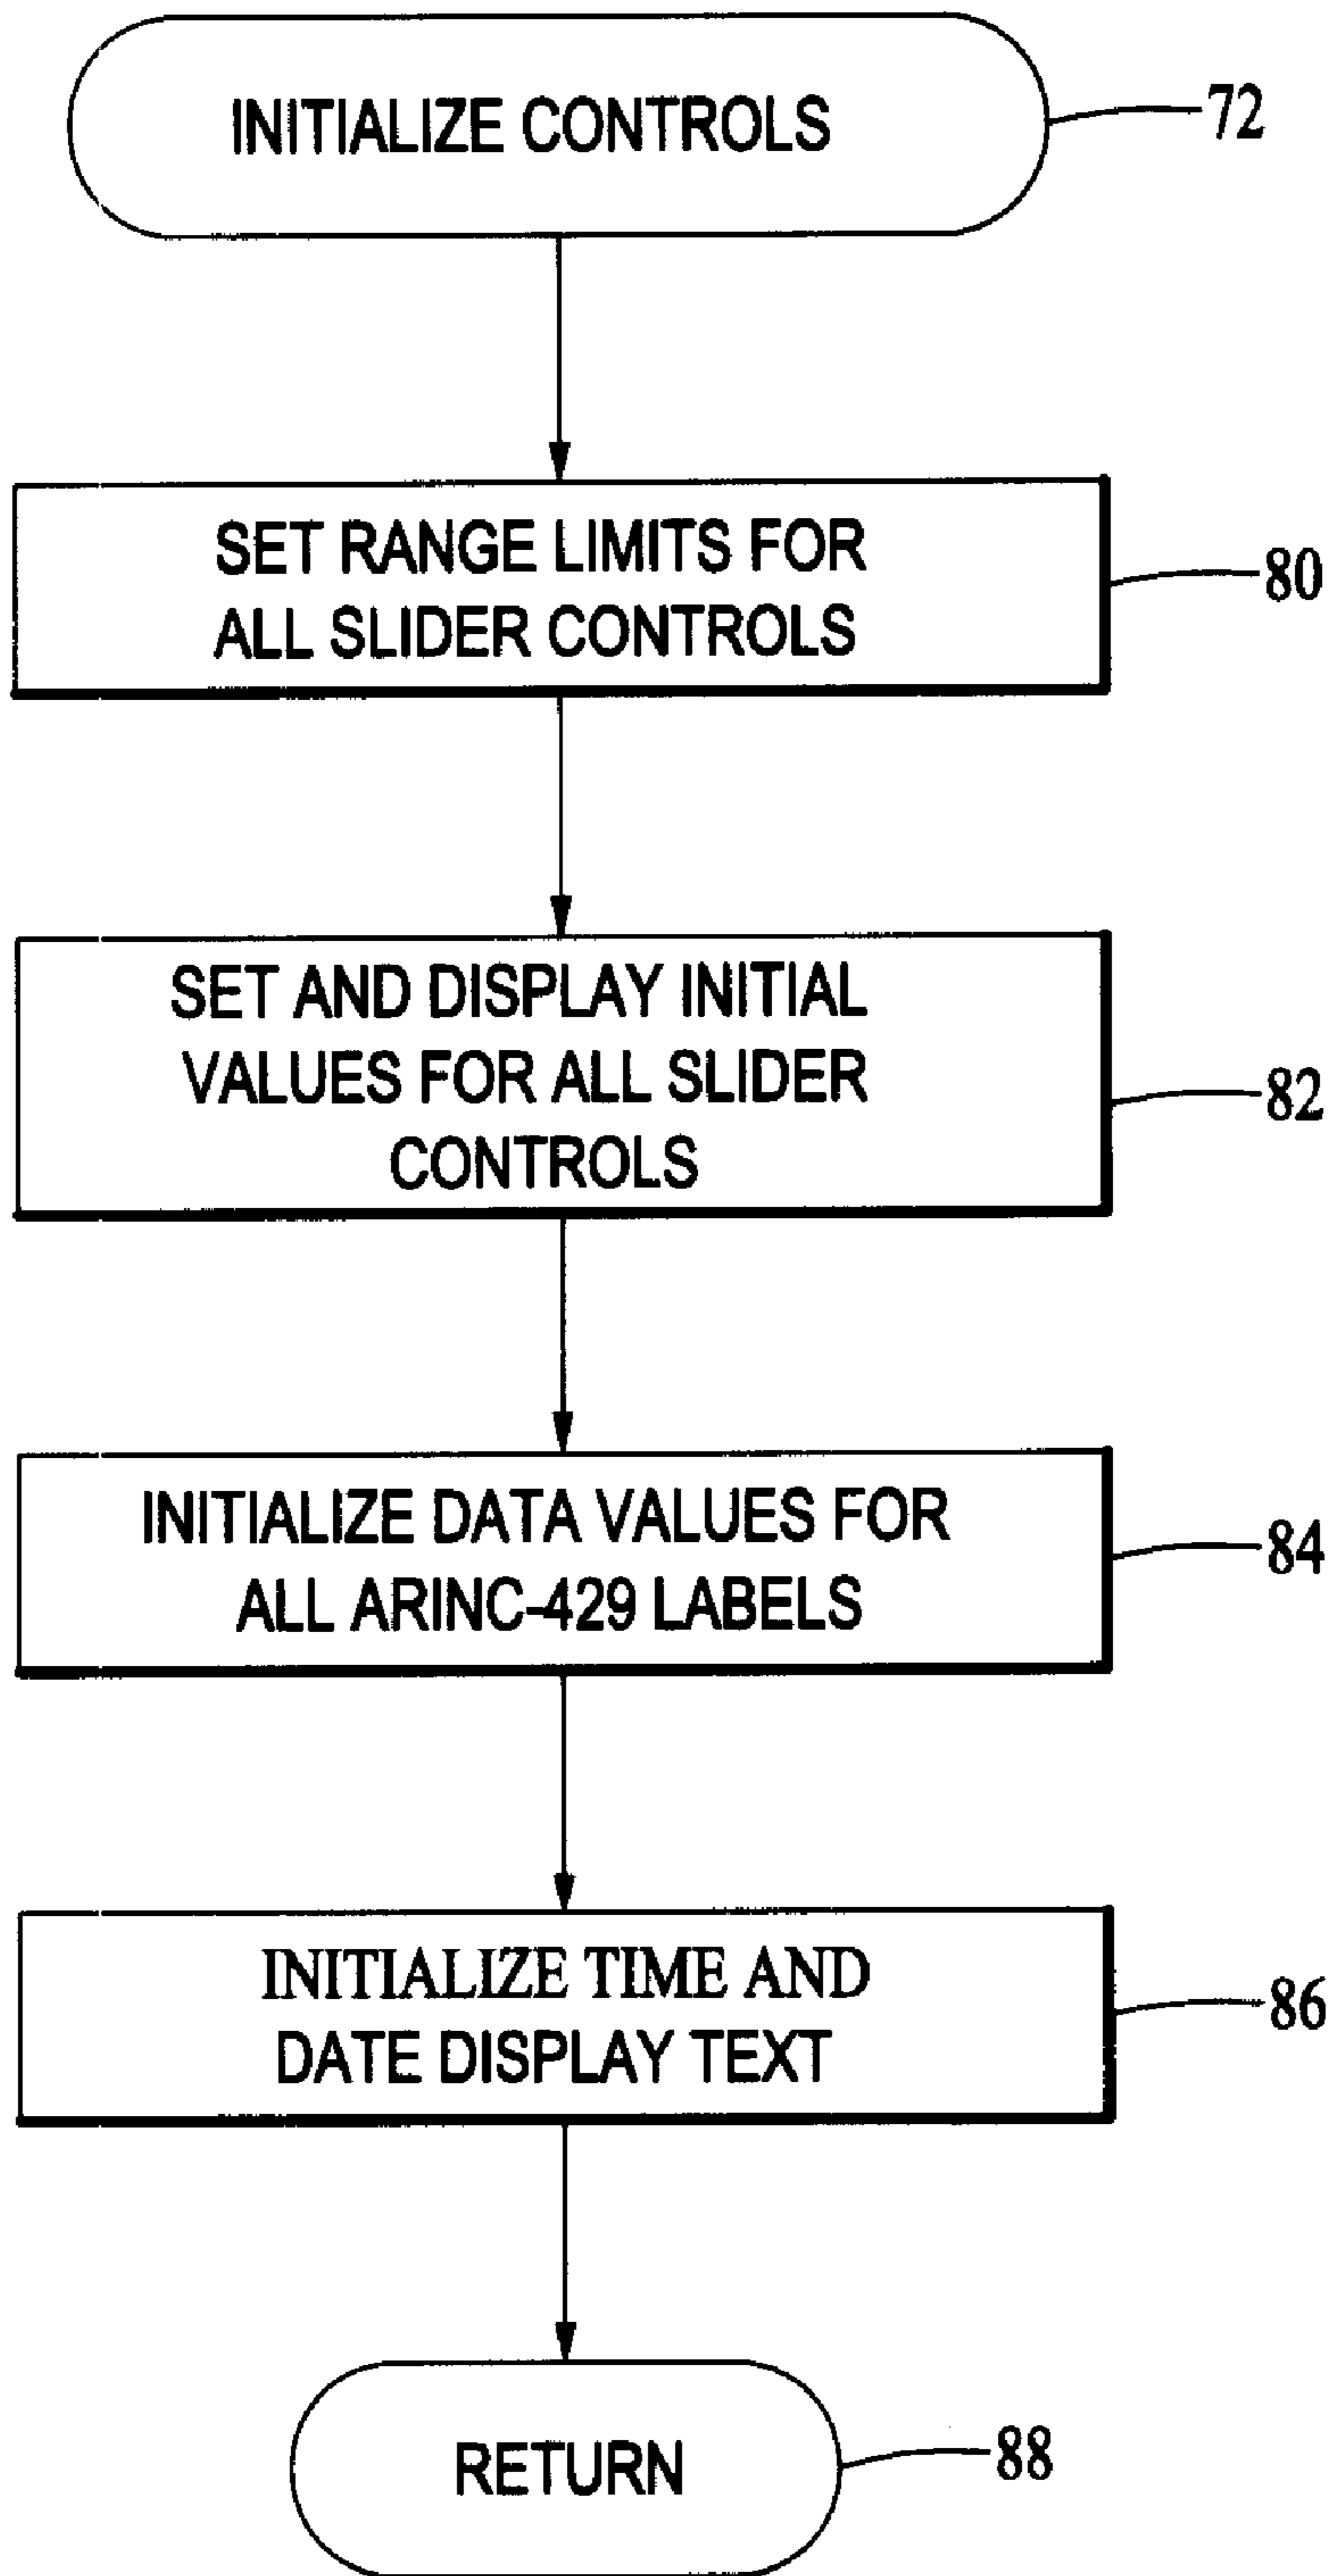 INITIALIZE CONTROLS
72
SET RANGE LIMITS FOR
ALL SLIDER CONTROLS
80
SET AND DISPLAY INITIAL
VALUES FOR ALL SLIDER
CONTROLS
82
INITIALIZE DATA VALUES FOR
ALL ARINC-429 LABELS
84
INITIALIZE TIME AND
DATE DISPLAY TEXT
86
RETURN
88